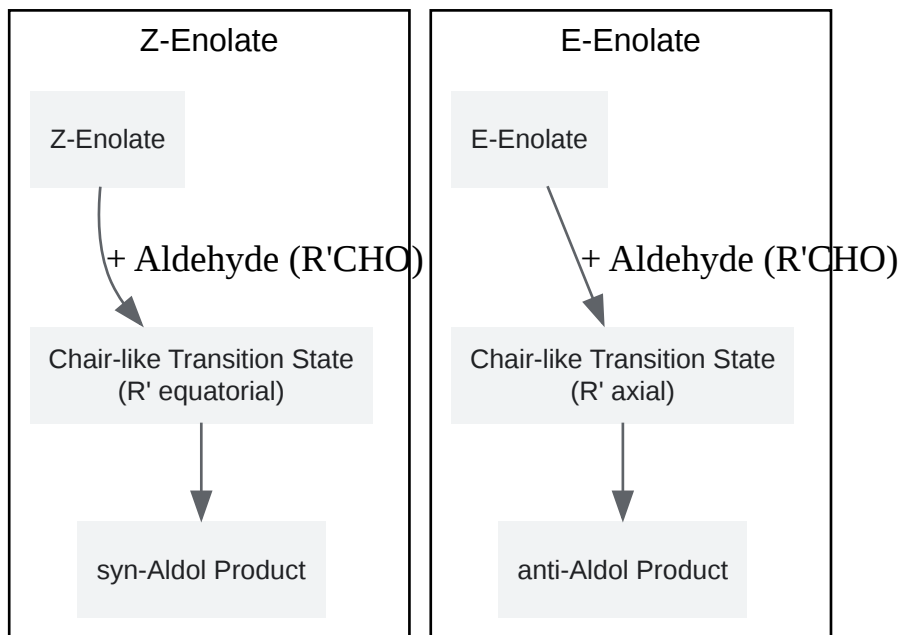 Z-Enolate
Z-Enolate
+ Aldehyde (R'CHO)
Chair-like Transition State
(R' equatorial)
syn-Aldol Product
E-Enolate
E-Enolate
+ Aldehyde (R'CHO)
Chair-like Transition State
(R' axial)
anti-Aldol Product